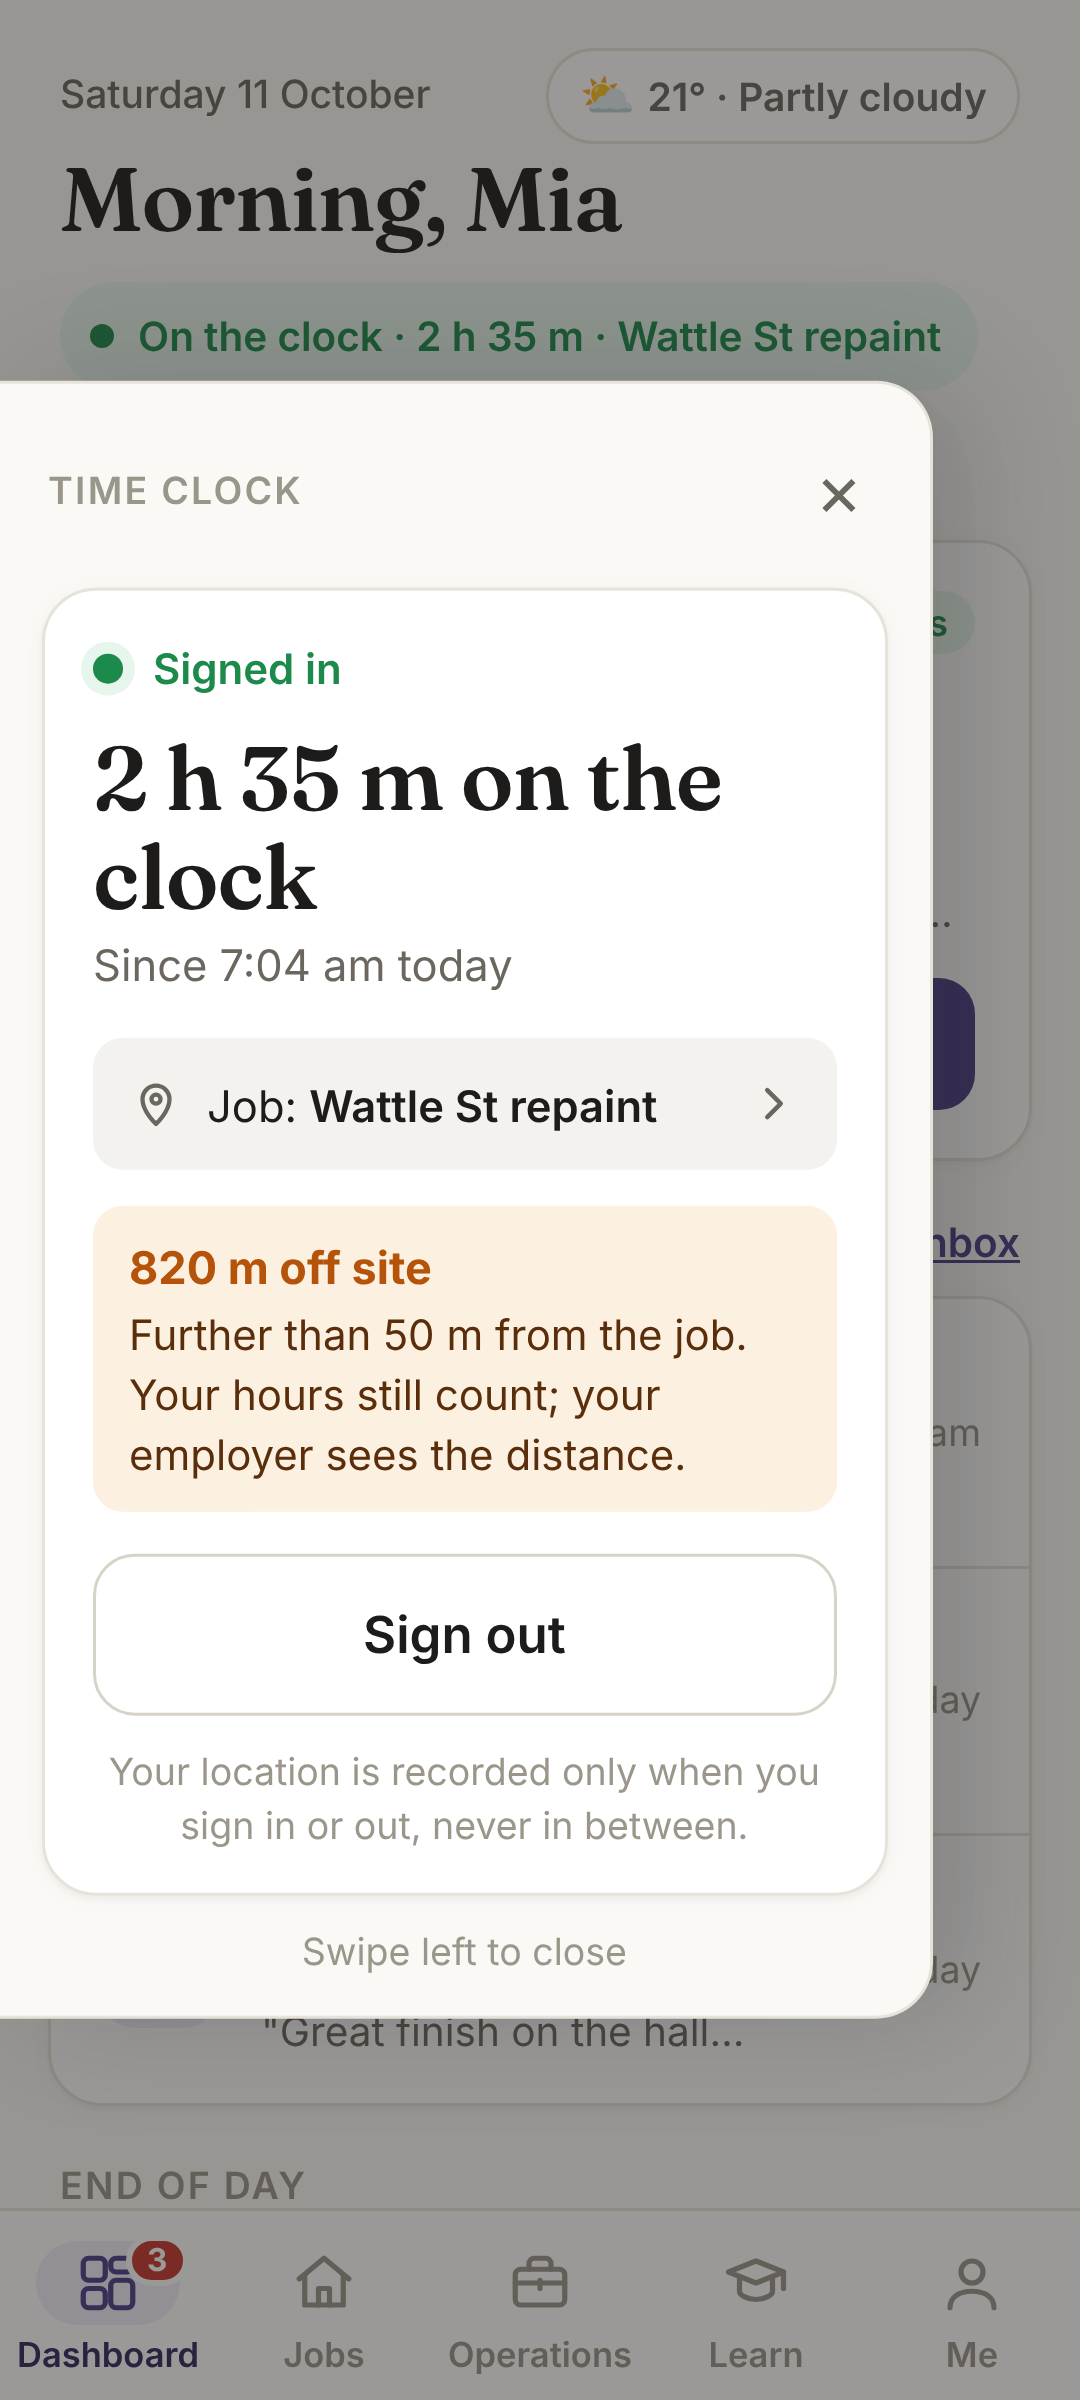 Saturday 11 October
21° · Partly cloudy
Morning, Mia
On the clock · 2 h 35 m · Wattle St repaint
TIME CLOCK
Signed in
2 h 35 m on the
clock
Since 7:04 am today
Job: Wattle St repaint
820 m off site
Further than 50 m from the job.
Your hours still count; your
employer sees the distance.
Sign out
Your location is recorded only when you
sign in or out, never in between.
Swipe left to close
am
"Great finish on the hall...
END OF DAY
3
Dashboard
Jobs
Operations
Learn
Me